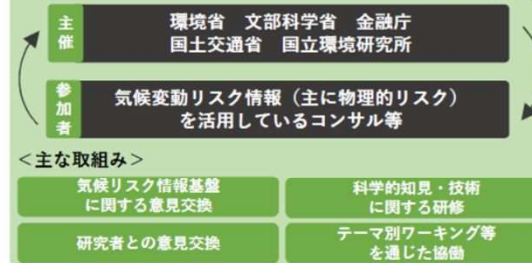 主催
環境省 文部科学省 金融庁
国土交通省 国立環境研究所
参加者
気候変動リスク情報（主に物理的リスク）
を活用しているコンサル等
＜主な取組み＞
気候リスク情報基盤
に関する意見交換
科学的知見・技術
に関する研修
研究者との意見交換
テーマ別ワーキング等
を通じた協働